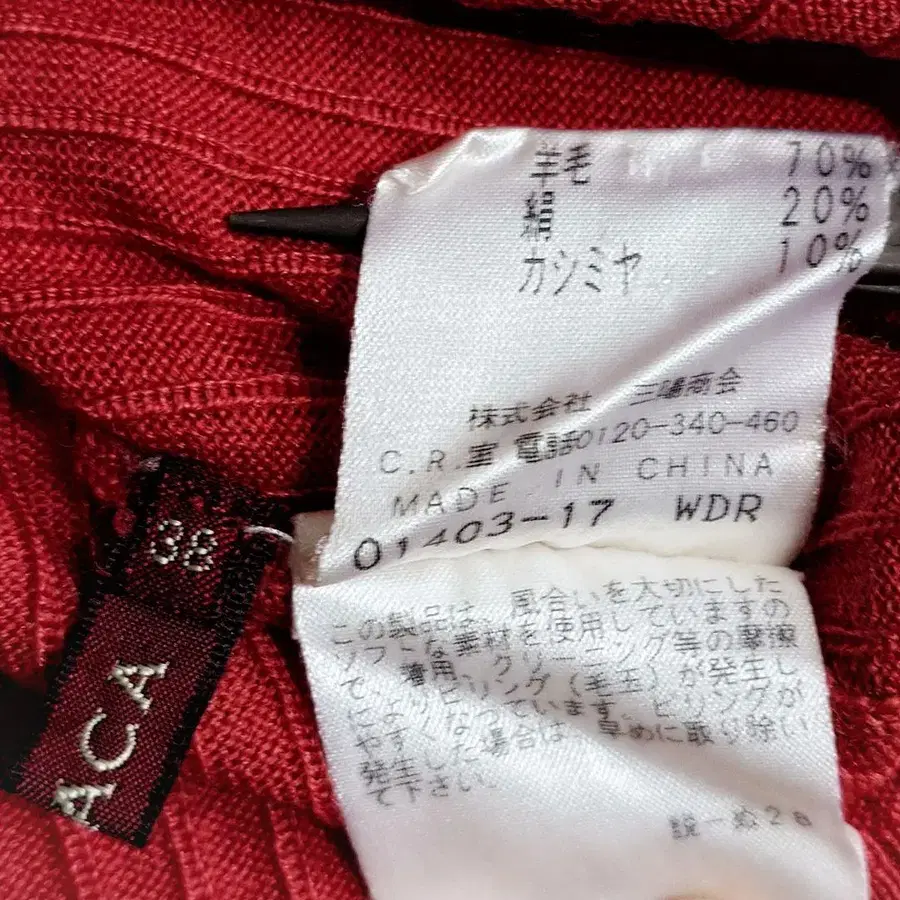 羊毛 70%
絹 20%
カシミヤ 10%
株式会社 三陽商会
C.R.室 電話0120-340-460
MADE IN CHINA
01403-17 WDR
この製品は、風合いを大切にした
ソフトな素材を使用していますの
で、着用、クリーニング等の摩擦
によりピリング(毛玉)が発生し
やすくなっています。ピリングが
発生した場合は、早めに取り除い
て下さい。
38
ACA